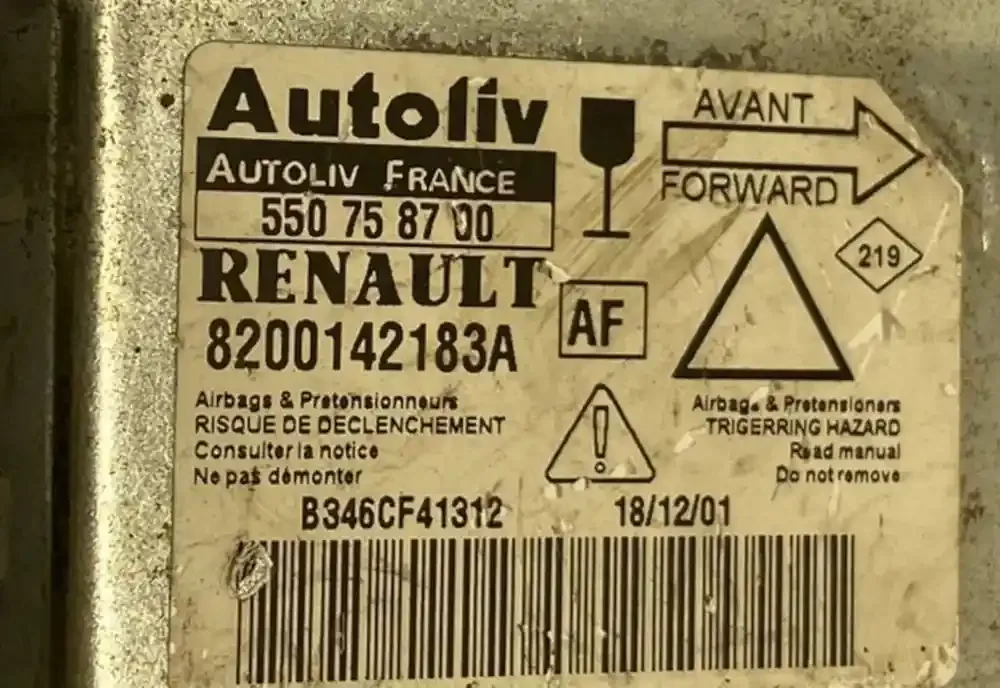 Autoliv
AUTOLIV FRANCE
550 75 87 00
RENAULT
8200142183A
AF
AVANT
FORWARD
219
Airbags & Pretensionneurs
RISQUE DE DECLENCHEMENT
Consulter la notice
Ne pas démonter
Airbags & Pretensioners
TRIGERRING HAZARD
Read manual
Do not remove
B346CF41312 18/12/01